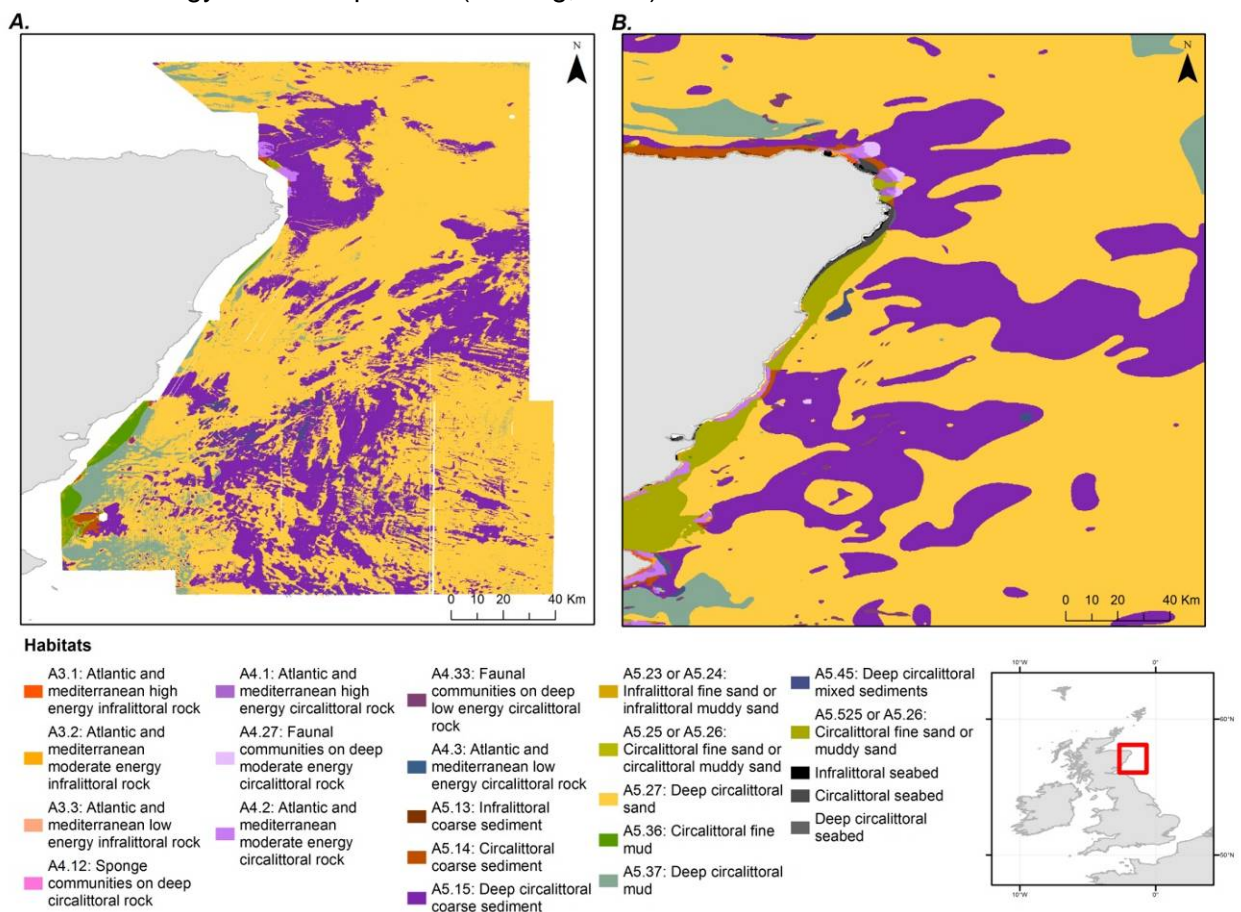 A.
N
0 10 20 40 Km
B.
N
0 10 20 40 Km
Habitats
A3.1: Atlantic and
mediterranean high
energy infralittoral rock
A3.2: Atlantic and
mediterranean
moderate energy
infralittoral rock
A3.3: Atlantic and
mediterranean low
energy infralittoral rock
A4.12: Sponge
communities on deep
circalittoral rock
A4.1: Atlantic and
mediterranean high
energy circalittoral rock
A4.27: Faunal
communities on deep
moderate energy
circalittoral rock
A4.2: Atlantic and
mediterranean
moderate energy
circalittoral rock
A4.33: Faunal
communities on deep
low energy circalittoral
rock
A4.3: Atlantic and
mediterranean low
energy circalittoral rock
A5.13: Infralittoral
coarse sediment
A5.14: Circalittoral
coarse sediment
A5.15: Deep circalittoral
coarse sediment
A5.23 or A5.24:
Infralittoral fine sand or
infralittoral muddy sand
A5.25 or A5.26:
Circalittoral fine sand or
circalittoral muddy sand
A5.27: Deep circalittoral
sand
A5.36: Circalittoral fine
mud
A5.37: Deep circalittoral
mud
A5.45: Deep circalittoral
mixed sediments
A5.525 or A5.26:
Circalittoral fine sand or
muddy sand
Infralittoral seabed
Circalittoral seabed
Deep circalittoral
seabed
10°W 0°
60°N
50°N
10°W 0°